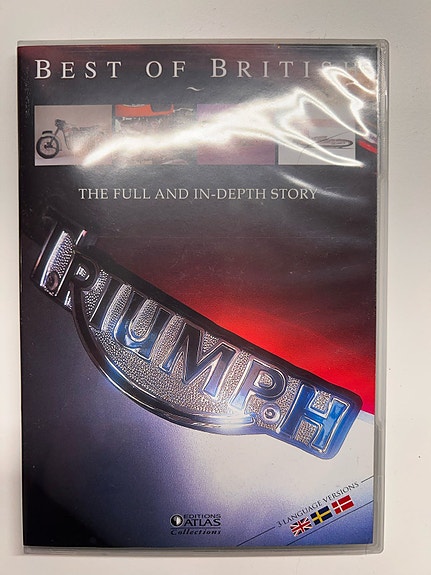 BEST OF BRITISH
~
THE FULL AND IN-DEPTH STORY
TRIUMPH
3 LANGUAGE VERSIONS
EDITIONS
ATLAS
Collections